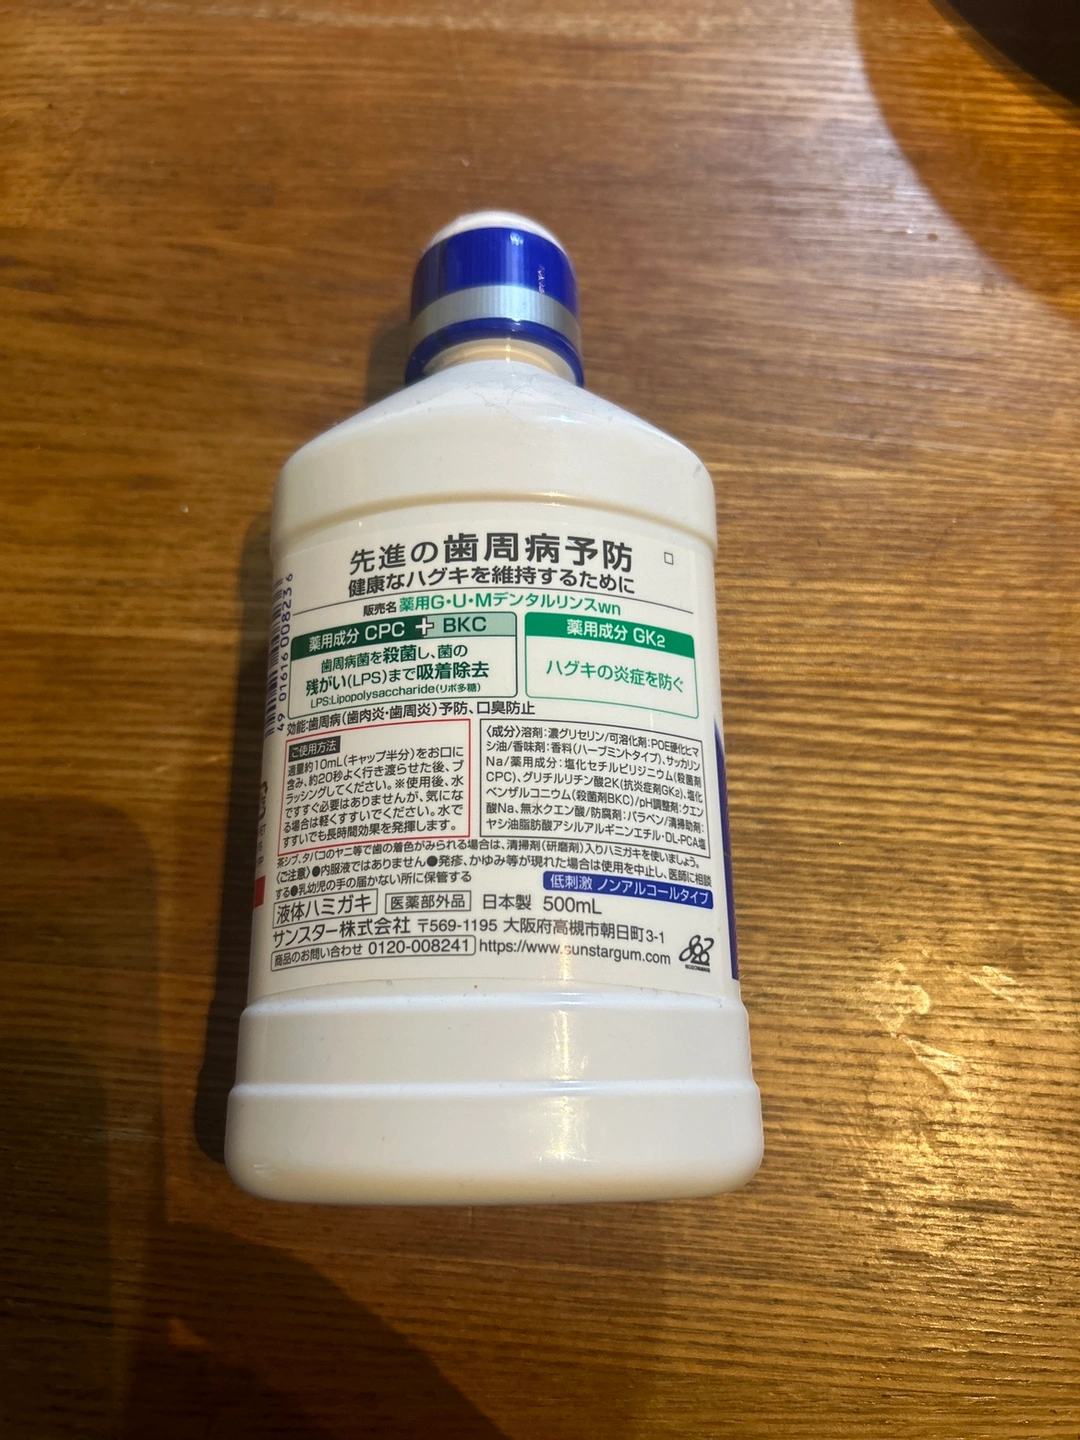 先進の歯周病予防
健康なハグキを維持するために
販売名 薬用G・U・Mデンタルリンスwn
薬用成分 CPC + BKC
歯周病菌を殺菌し、菌の
残がい(LPS)まで吸着除去
LPS:Lipopolysaccharide(リポ多糖)
薬用成分 GK2
ハグキの炎症を防ぐ
効能:歯周病(歯肉炎・歯周炎)予防、口臭防止
ご使用方法
適量約10mL(キャップ半分)をお口に
含み、約20秒よく行き渡らせた後、ブ
ラッシングしてください。※使用後、水
ですすぐ必要はありませんが、気にな
る場合は軽くすすいでください。水で
すすいでも長時間効果を発揮します。
〈成分〉溶剤:濃グリセリン/可溶化剤:POE硬化ヒマ
シ油/香味剤:香料(ハーブミントタイプ)、サッカリン
Na/薬用成分:塩化セチルピリジニウム(殺菌剤
CPC)、グリチルリチン酸2K(抗炎症剤GK2)、塩化
ベンザルコニウム(殺菌剤BKC)/pH調整剤:クエン
酸Na、無水クエン酸/防腐剤:パラベン/清掃助剤:
ヤシ油脂肪酸アシルアルギニンエチル・DL-PCA塩
茶シブ、タバコのヤニ等で歯の着色がみられる場合は、清掃剤(研磨剤)入りハミガキを使いましょう。
〈ご注意〉●内服液ではありません●発疹、かゆみ等が現れた場合は使用を中止し、医師に相談
する●乳幼児の手の届かない所に保管する
低刺激 ノンアルコールタイプ
液体ハミガキ 医薬部外品 日本製 500mL
サンスター株式会社 〒569-1195 大阪府高槻市朝日町3-1
商品のお問い合わせ 0120-008241 https://www.sunstargum.com
4901616008236